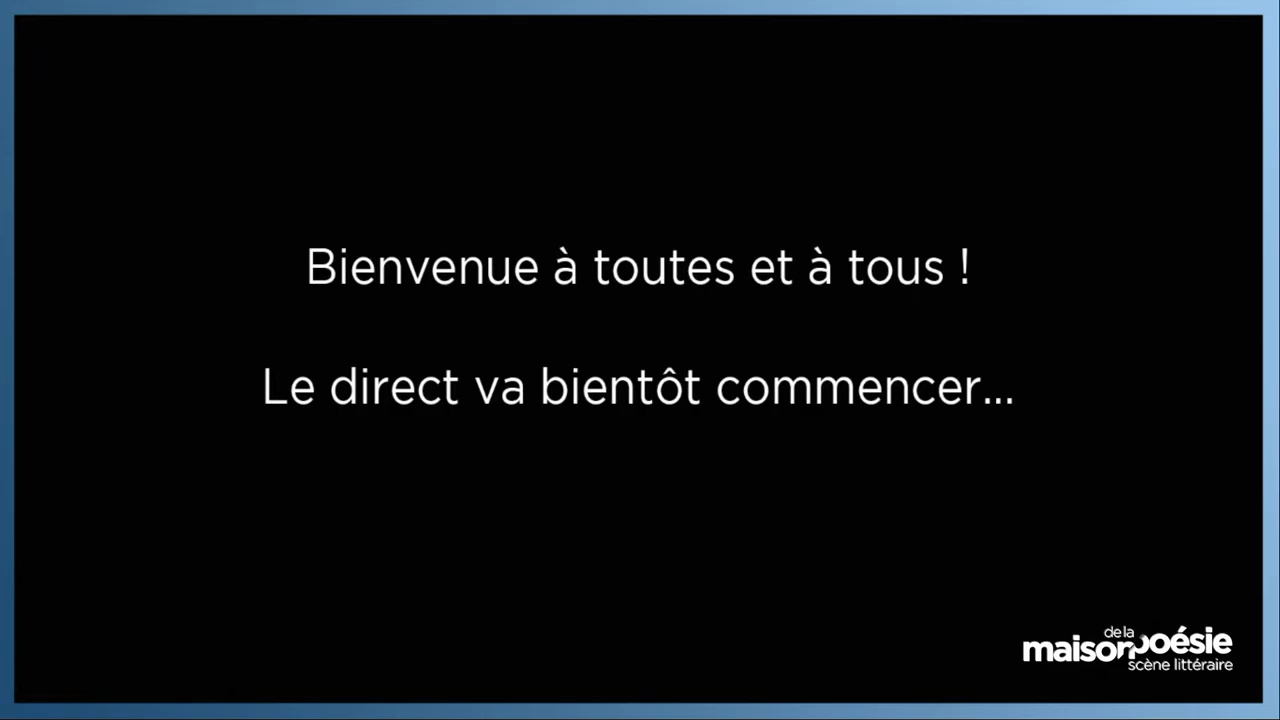 Bienvenue à toutes et à tous !
Le direct va bientôt commencer...
de la
maison poésie
scène littéraire